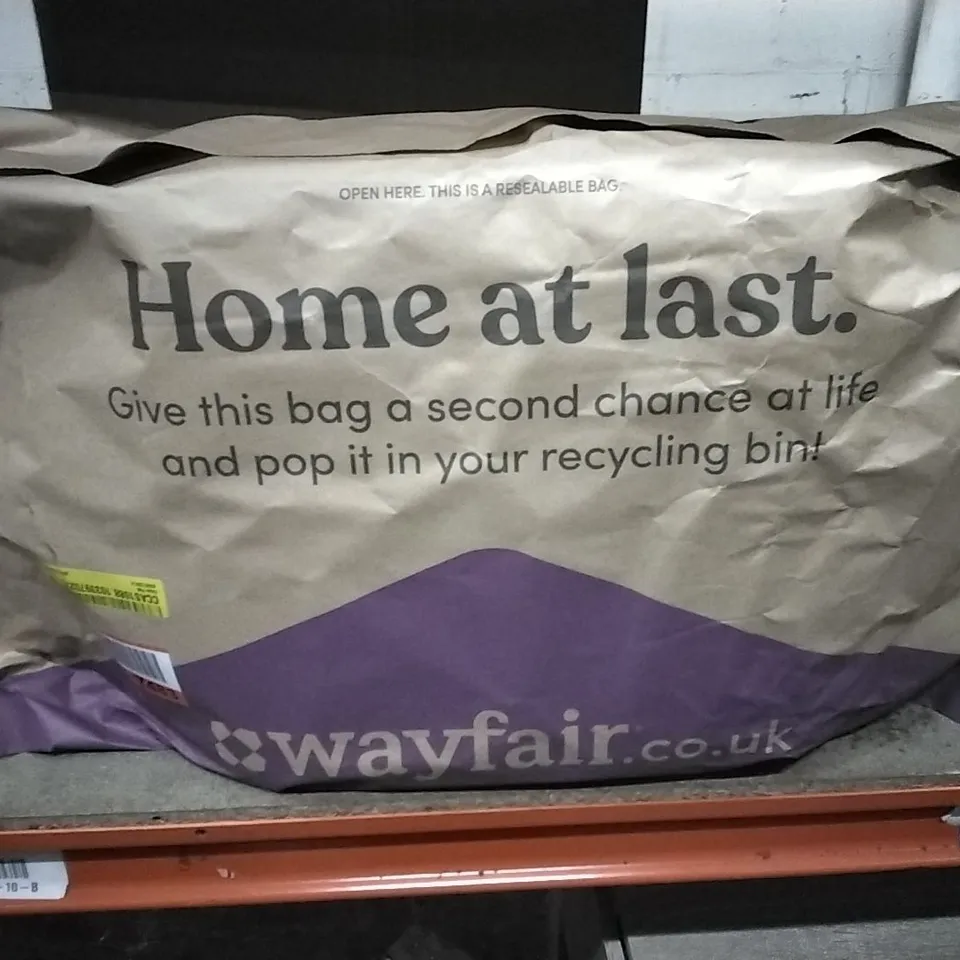 OPEN HERE. THIS IS A RESEALABLE BAG.
Home at last.
Give this bag a second chance at life
and pop it in your recycling bin!
wayfair.co.uk
10-B